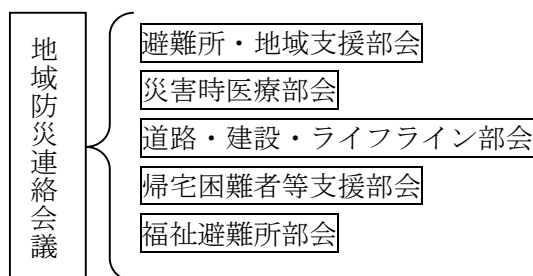 地域防災連絡会議
避難所・地域支援部会
災害時医療部会
道路・建設・ライフライン部会
帰宅困難者等支援部会
福祉避難所部会